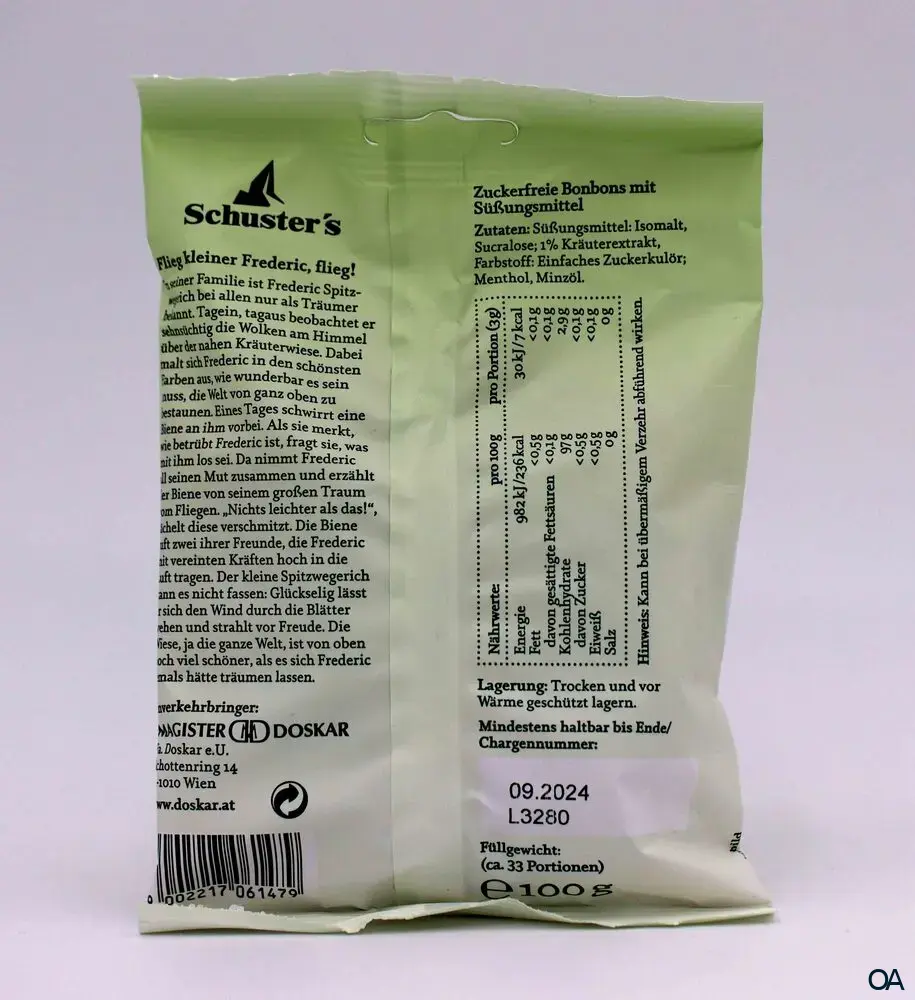 Schuster's
Flieg kleiner Frederic, flieg!
seiner Familie ist Frederic Spitz-
wegerich bei allen nur als Träumer
bekannt. Tagein, tagaus beobachtet er
sehnsüchtig die Wolken am Himmel
über der nahen Kräuterwiese. Dabei
malt sich Frederic in den schönsten
Farben aus, wie wunderbar es sein
muss, die Welt von ganz oben zu
bestaunen. Eines Tages schwirrt eine
Biene an ihm vorbei. Als sie merkt,
wie betrübt Frederic ist, fragt sie, was
mit ihm los sei. Da nimmt Frederic
all seinen Mut zusammen und erzählt
der Biene von seinem großen Traum
vom Fliegen. „Nichts leichter als das!“,
lächelt diese verschmitzt. Die Biene
ruft zwei ihrer Freunde, die Frederic
mit vereinten Kräften hoch in die
Luft tragen. Der kleine Spitzwegerich
kann es nicht fassen: Glückselig lässt
er sich den Wind durch die Blätter
wehen und strahlt vor Freude. Die
Wiese, ja die ganze Welt, ist von oben
noch viel schöner, als es sich Frederic
jemals hätte träumen lassen.
Inverkehrbringer:
MAGISTER DOSKAR
Fa. Doskar e.U.
Schottenring 14
-1010 Wien
www.doskar.at
9 002217 061479
Zuckerfreie Bonbons mit
Süßungsmittel
Zutaten: Süßungsmittel: Isomalt,
Sucralose; 1% Kräuterextrakt,
Farbstoff: Einfaches Zuckerkulör;
Menthol, Minzöl.
Nährwerte: pro 100g pro Portion (3g)
Energie 982 kJ/236 kcal 30 kJ/7 kcal
Fett <0,5g <0,1g
davon gesättigte Fettsäuren <0,1g <0,1g
Kohlenhydrate 97g 2,9g
davon Zucker <0,5g <0,1g
Eiweiß <0,5g <0,1g
Salz 0g 0g
Hinweis: Kann bei übermäßigem Verzehr abführend wirken.
Lagerung: Trocken und vor
Wärme geschützt lagern.
Mindestens haltbar bis Ende/
Chargennummer:
09.2024
L3280
Füllgewicht:
(ca. 33 Portionen)
e 100 g
bild
OA